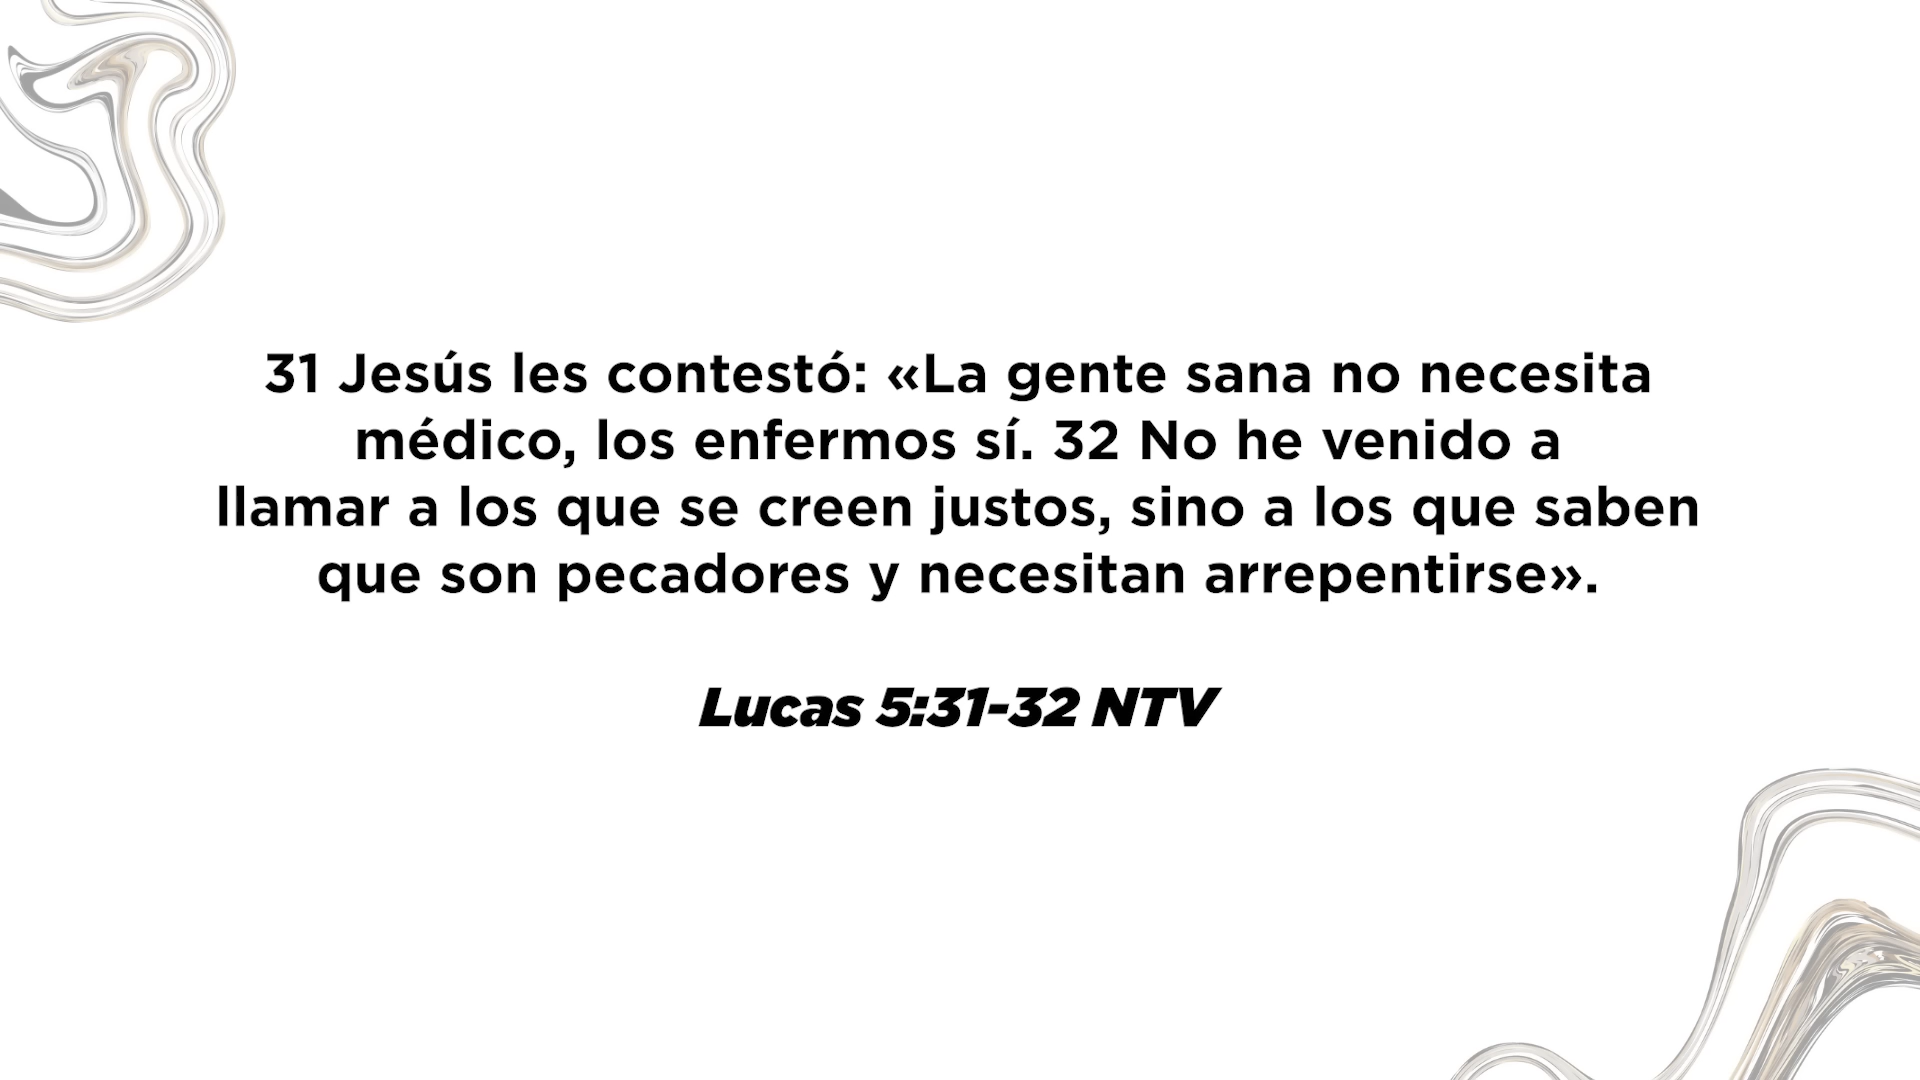 31 Jesús les contestó: «La gente sana no necesita
médico, los enfermos sí. 32 No he venido a
llamar a los que se creen justos, sino a los que saben
que son pecadores y necesitan arrepentirse».
Lucas 5:31-32 NTV